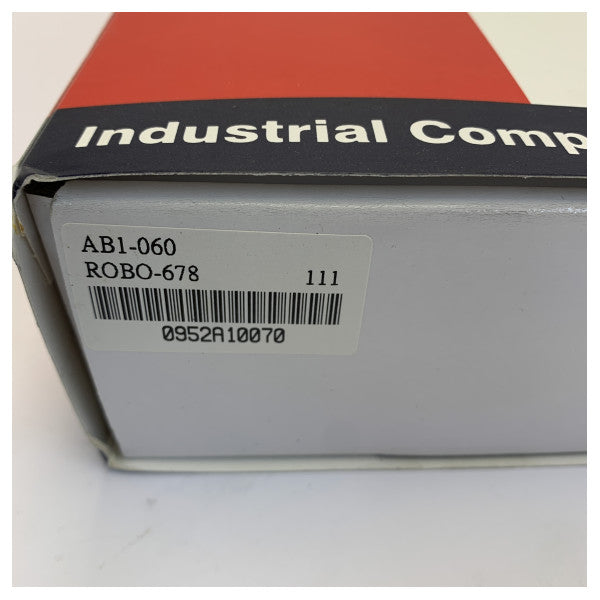 Industrial Comp
AB1-060
ROBO-678 111
0952A10070